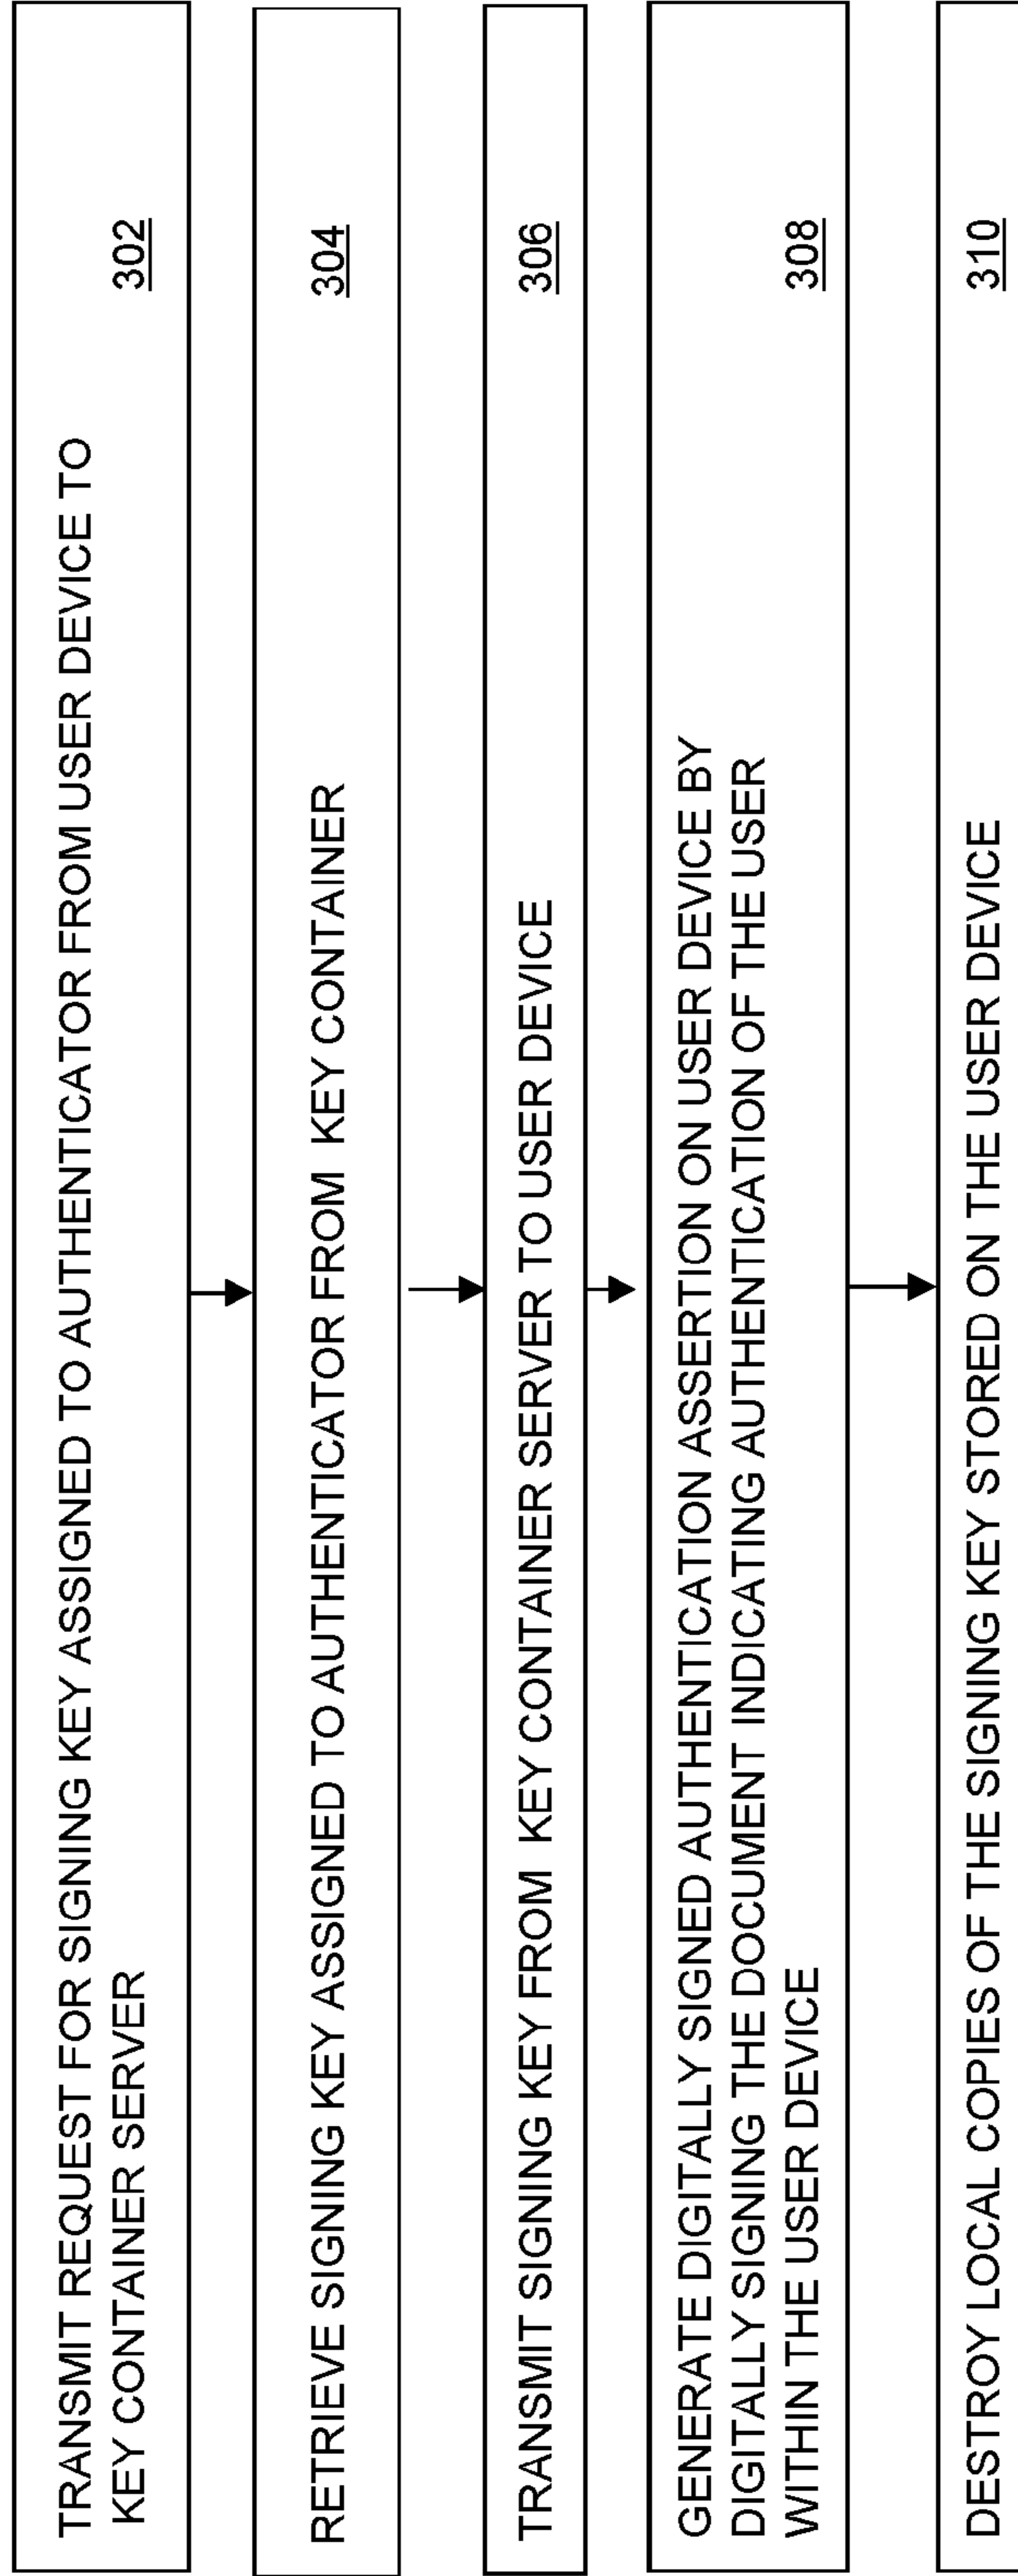 TRANSMIT REQUEST FOR SIGNING KEY ASSIGNED TO AUTHENTICATOR FROM USER DEVICE TO
KEY CONTAINER SERVER
302
RETRIEVE SIGNING KEY ASSIGNED TO AUTHENTICATOR FROM KEY CONTAINER
304
TRANSMIT SIGNING KEY FROM KEY CONTAINER SERVER TO USER DEVICE
306
GENERATE DIGITALLY SIGNED AUTHENTICATION ASSERTION ON USER DEVICE BY
DIGITALLY SIGNING THE DOCUMENT INDICATING AUTHENTICATION OF THE USER
WITHIN THE USER DEVICE
308
DESTROY LOCAL COPIES OF THE SIGNING KEY STORED ON THE USER DEVICE
310